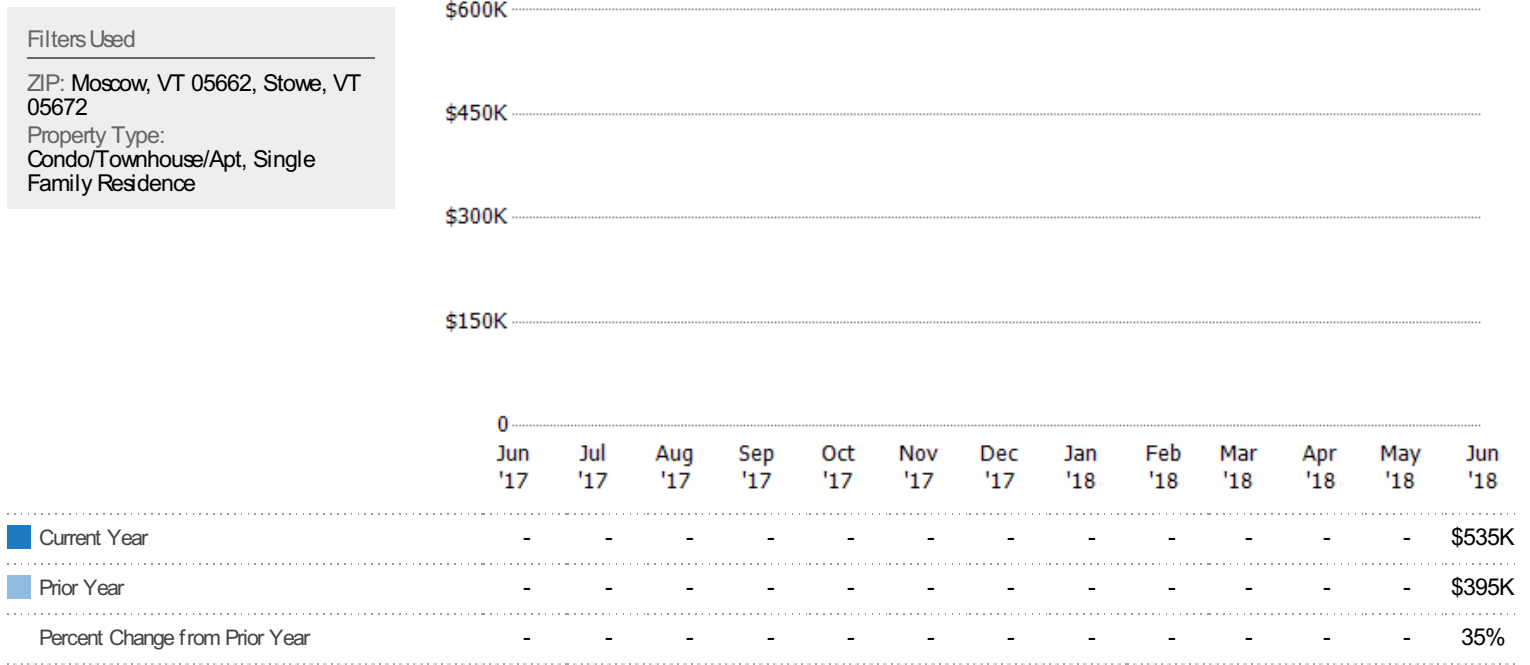 Filters Used
ZIP: Moscow, VT 05662, Stowe, VT
05672
Property Type:
Condo/Townhouse/Apt, Single
Family Residence
$600K
$450K
$300K
$150K
0
Jun Jul Aug Sep Oct Nov Dec Jan Feb Mar Apr May Jun
'17 '17 '17 '17 '17 '17 '17 '18 '18 '18 '18 '18 '18
Current Year - - - - - - - - - - - - $535K
Prior Year - - - - - - - - - - - - $395K
Percent Change from Prior Year - - - - - - - - - - - - 35%